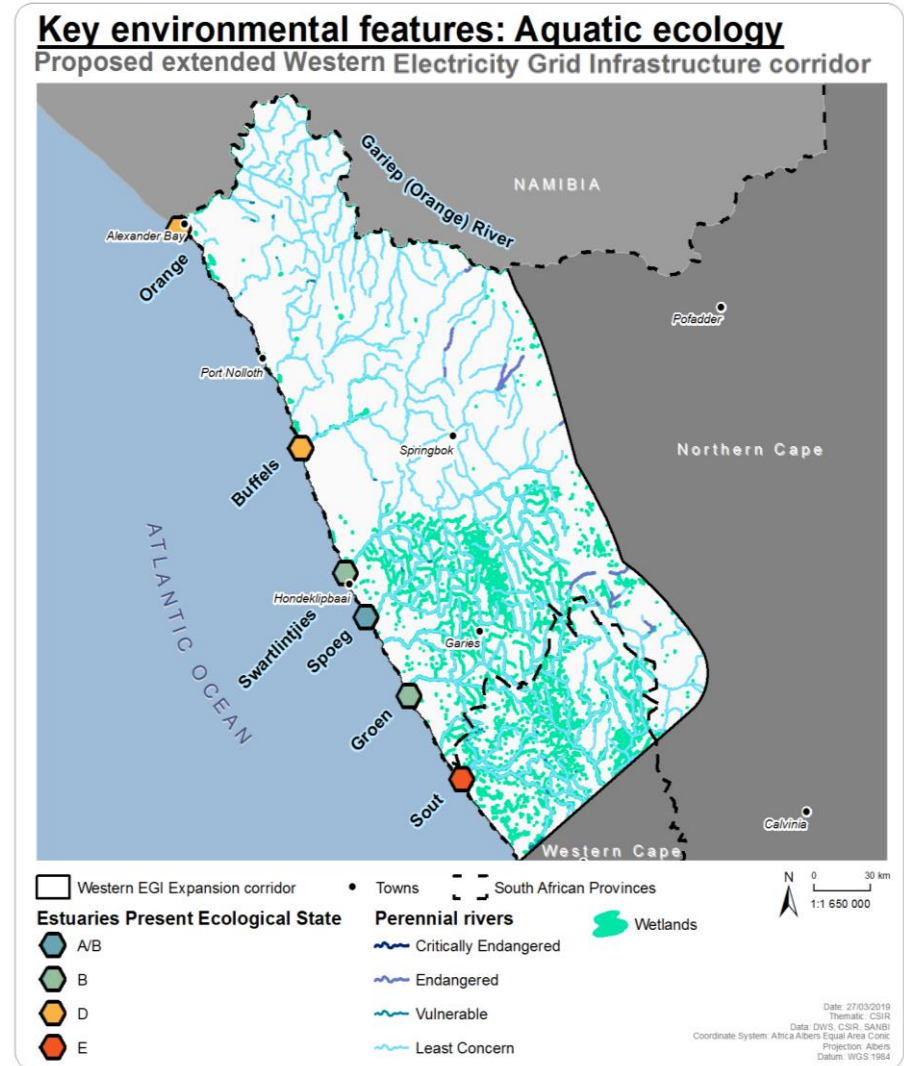 Key environmental features: Aquatic ecology
Proposed extended Western Electricity Grid Infrastructure corridor
Gariep (Orange) River
NAMIBIA
Alexander Bay
Orange
Pofadder
Port Nolloth
Springbok
Northern Cape
Buffels
ATLANTIC OCEAN
Hondeklipbaai
Swartlintjies
Spoeg
Garies
Groen
Sout
Calvinia
Western Cape
Western EGI Expansion corridor
Towns
South African Provinces
N
0 30 km
1:1 650 000
Estuaries Present Ecological State
A/B
B
D
E
Perennial rivers
Critically Endangered
Endangered
Vulnerable
Least Concern
Wetlands
Date: 27/03/2019
Thematic: CSIR
Data: DWS, CSIR, SANBI
Coordinate System: Africa Albers Equal Area Conic
Projection: Albers
Datum: WGS 1984